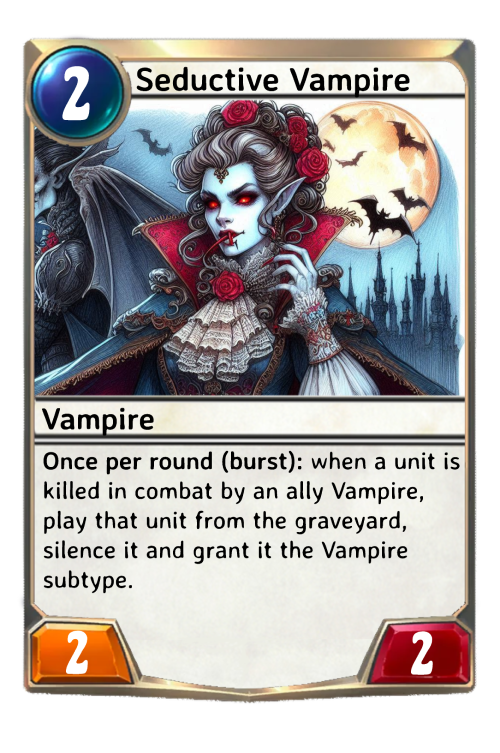 2
Seductive Vampire
Vampire
Once per round (burst): when a unit is
killed in combat by an ally Vampire,
play that unit from the graveyard,
silence it and grant it the Vampire
subtype.
2
2